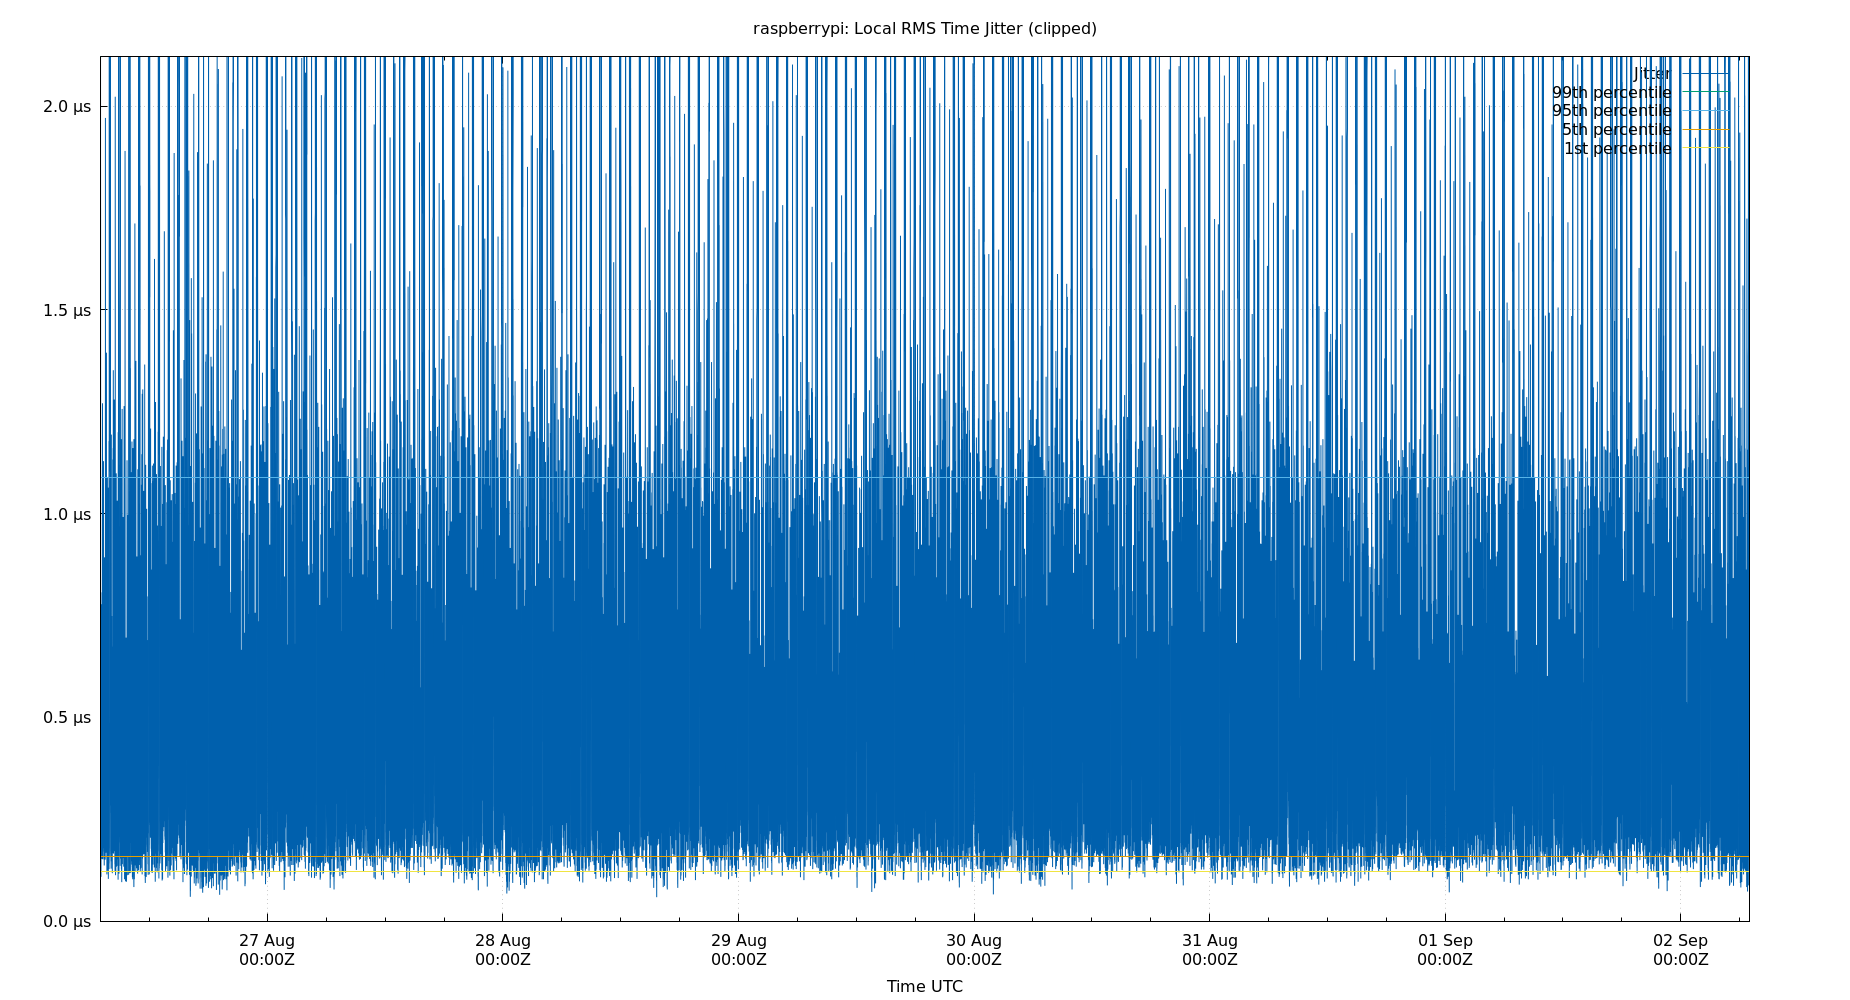 raspberrypi: Local RMS Time Jitter (clipped)
Jitter
99th percentile
95th percentile
5th percentile
1st percentile
2.0 µs
1.5 µs
1.0 µs
0.5 µs
0.0 µs
27 Aug
00:00Z
28 Aug
00:00Z
29 Aug
00:00Z
30 Aug
00:00Z
31 Aug
00:00Z
01 Sep
00:00Z
02 Sep
00:00Z
Time UTC